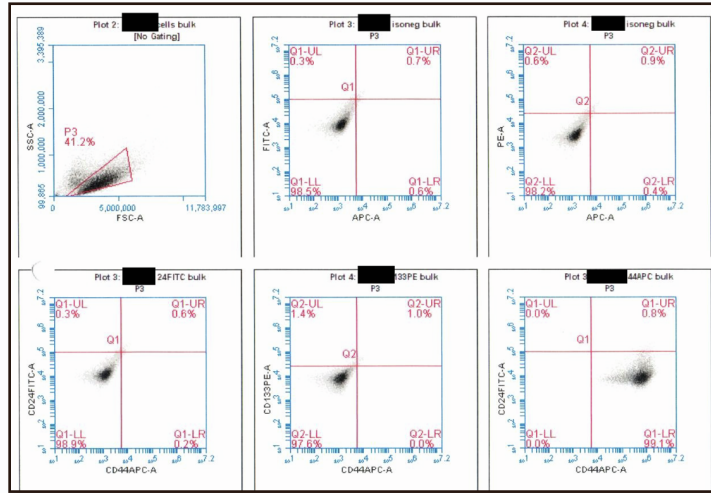 Plot 2: cells bulk
[No Gating]
3,395,389
2,000,000
1,000,000
99,865
SSC-A
P3
41.2%
0
5,000,000
11,783,997
FSC-A
Plot 3: isoneg bulk
P3
Q1-UL
0.3%
Q1-UR
0.7%
Q1
Q1-LL
98.5%
Q1-LR
0.6%
FITC-A
APC-A
Plot 4: isoneg bulk
P3
Q2-UL
0.6%
Q2-UR
0.9%
Q2
Q2-LL
98.2%
Q2-LR
0.4%
PE-A
APC-A
Plot 3: 24FITC bulk
P3
Q1-UL
0.3%
Q1-UR
0.6%
Q1
Q1-LL
98.9%
Q1-LR
0.2%
CD24FITC-A
CD44APC-A
Plot 4: 133PE bulk
P3
Q2-UL
1.4%
Q2-UR
1.0%
Q2
Q2-LL
97.6%
Q2-LR
0.0%
CD133PE-A
CD44APC-A
Plot 3 44APC bulk
P3
Q1-UL
0.0%
Q1-UR
0.8%
Q1
Q1-LL
0.0%
Q1-LR
99.1%
CD24FITC-A
CD44APC-A